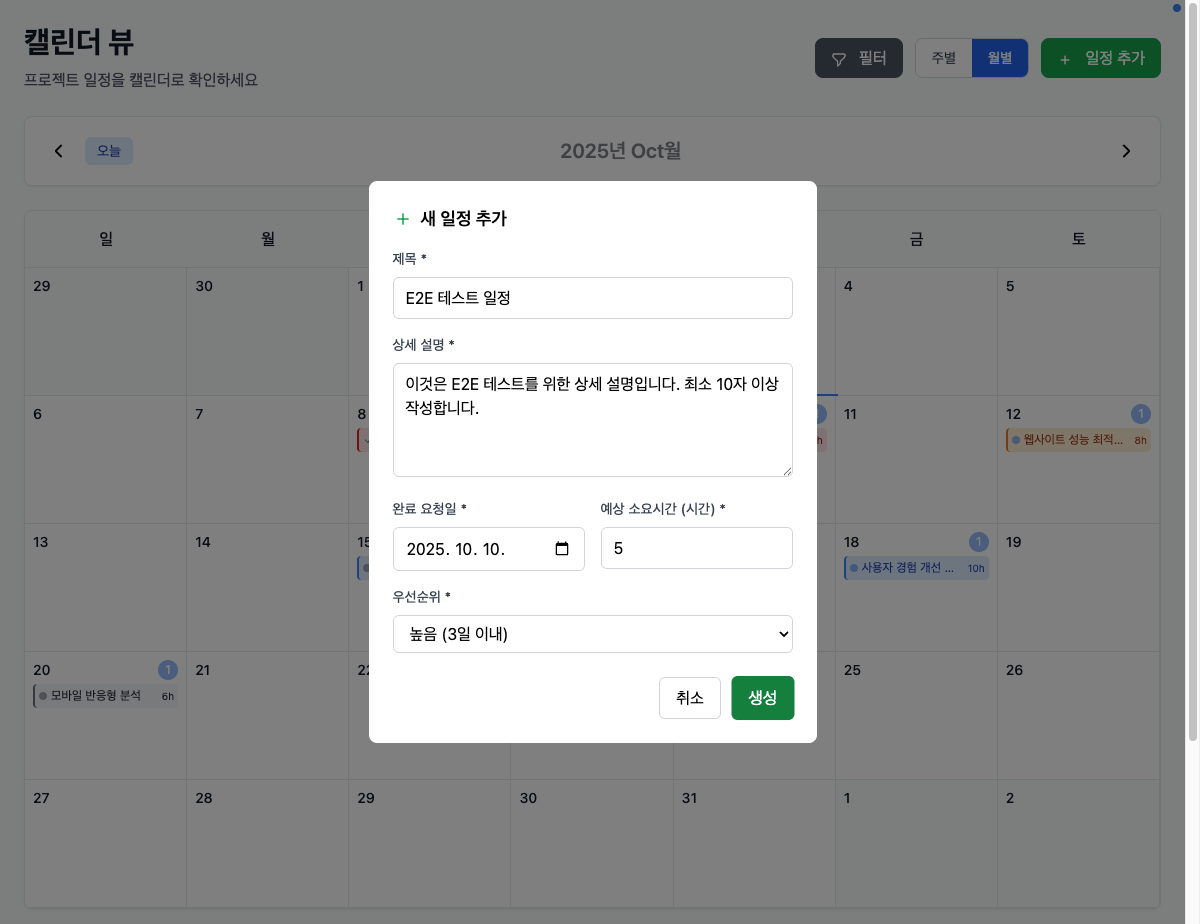 캘린더 뷰
프로젝트 일정을 캘린더로 확인하세요
필터
주별
월별
+ 일정 추가
오늘
2025년 Oct월
일
월
금
토
29
30
1
4
5
6
7
8
h
11
12
1
웹사이트 성능 최적...
8h
13
14
15
18
1
사용자 경험 개선 ...
10h
19
20
1
모바일 반응형 분석
6h
21
22
25
26
27
28
29
30
31
1
2
+ 새 일정 추가
제목 *
E2E 테스트 일정
상세 설명 *
이것은 E2E 테스트를 위한 상세 설명입니다. 최소 10자 이상
작성합니다.
완료 요청일 *
예상 소요시간 (시간) *
2025. 10. 10.
5
우선순위 *
높음 (3일 이내)
취소
생성